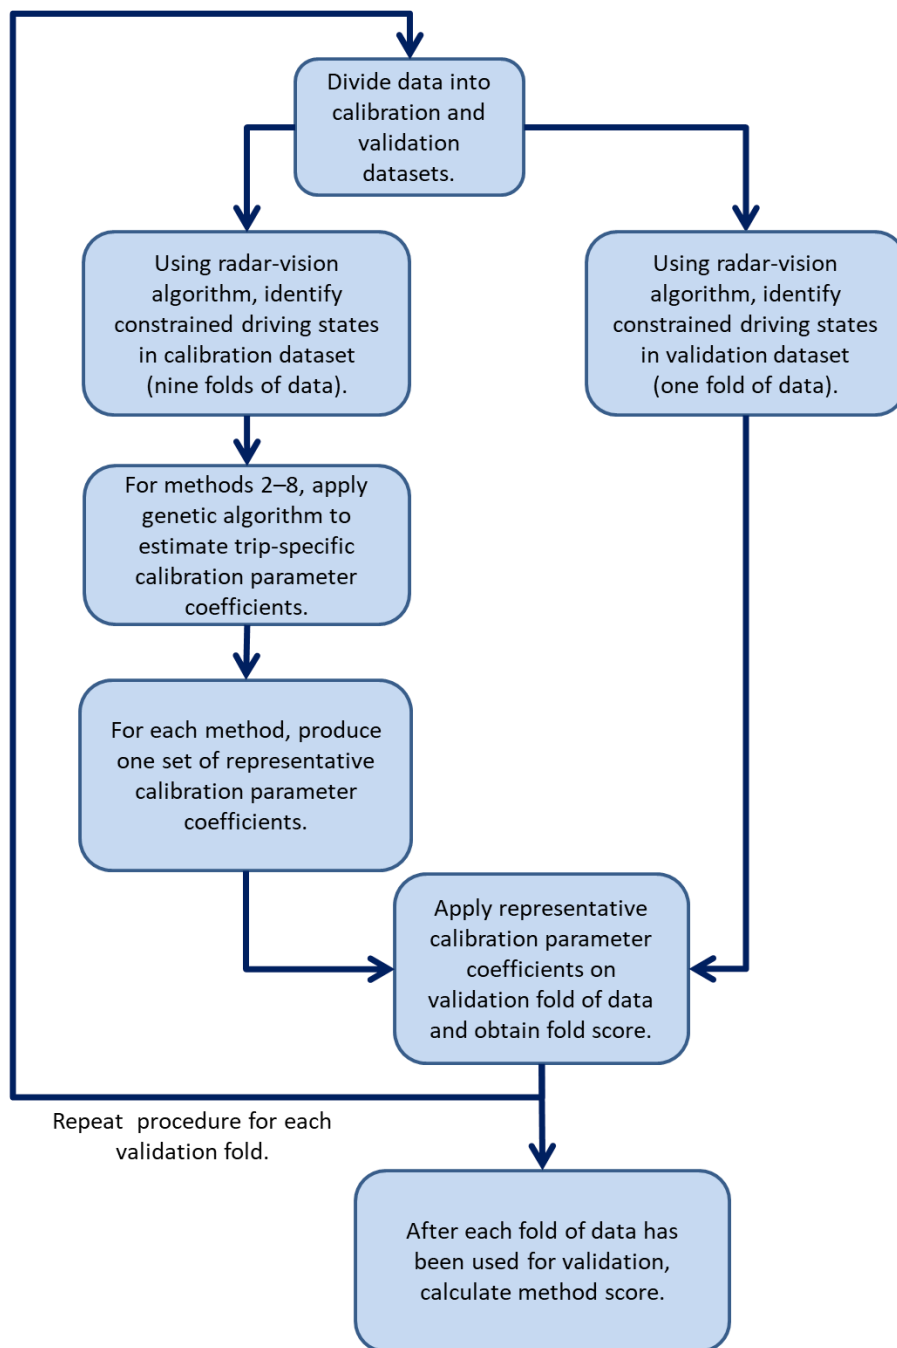 Divide data into
calibration and
validation
datasets.
Using radar-vision
algorithm, identify
constrained driving states
in calibration dataset
(nine folds of data).
Using radar-vision
algorithm, identify
constrained driving states
in validation dataset
(one fold of data).
For methods 2–8, apply
genetic algorithm to
estimate trip-specific
calibration parameter
coefficients.
For each method, produce
one set of representative
calibration parameter
coefficients.
Apply representative
calibration parameter
coefficients on
validation fold of data
and obtain fold score.
Repeat procedure for each
validation fold.
After each fold of data has
been used for validation,
calculate method score.